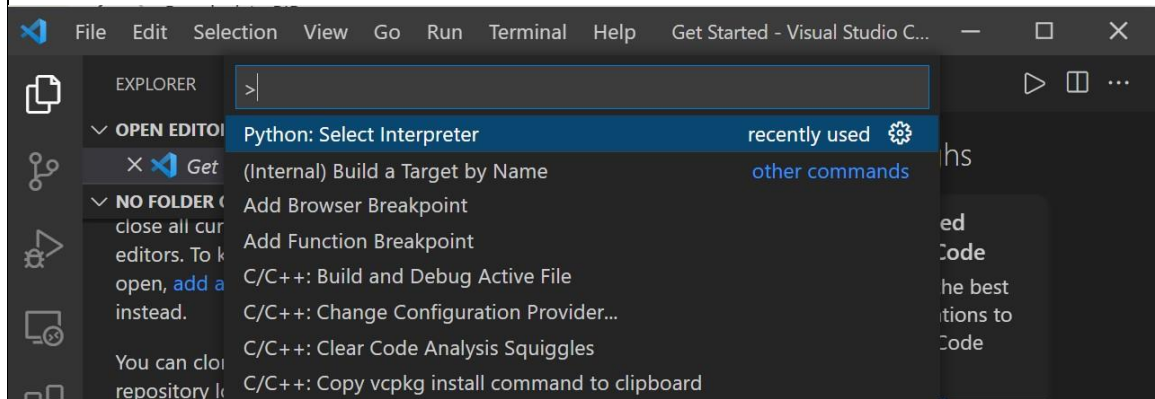 File Edit Selection View Go Run Terminal Help Get Started - Visual Studio C...
EXPLORER
>
OPEN EDITO
Python: Select Interpreter recently used
Get
(Internal) Build a Target by Name other commands
hs
NO FOLDER
Add Browser Breakpoint
close all cur
ed
editors. To k
Add Function Breakpoint
Code
open, add a
C/C++: Build and Debug Active File
he best
instead.
C/C++: Change Configuration Provider...
tions to
C/C++: Clear Code Analysis Squiggles
Code
You can clo
repository l
C/C++: Copy vcpkg install command to clipboard